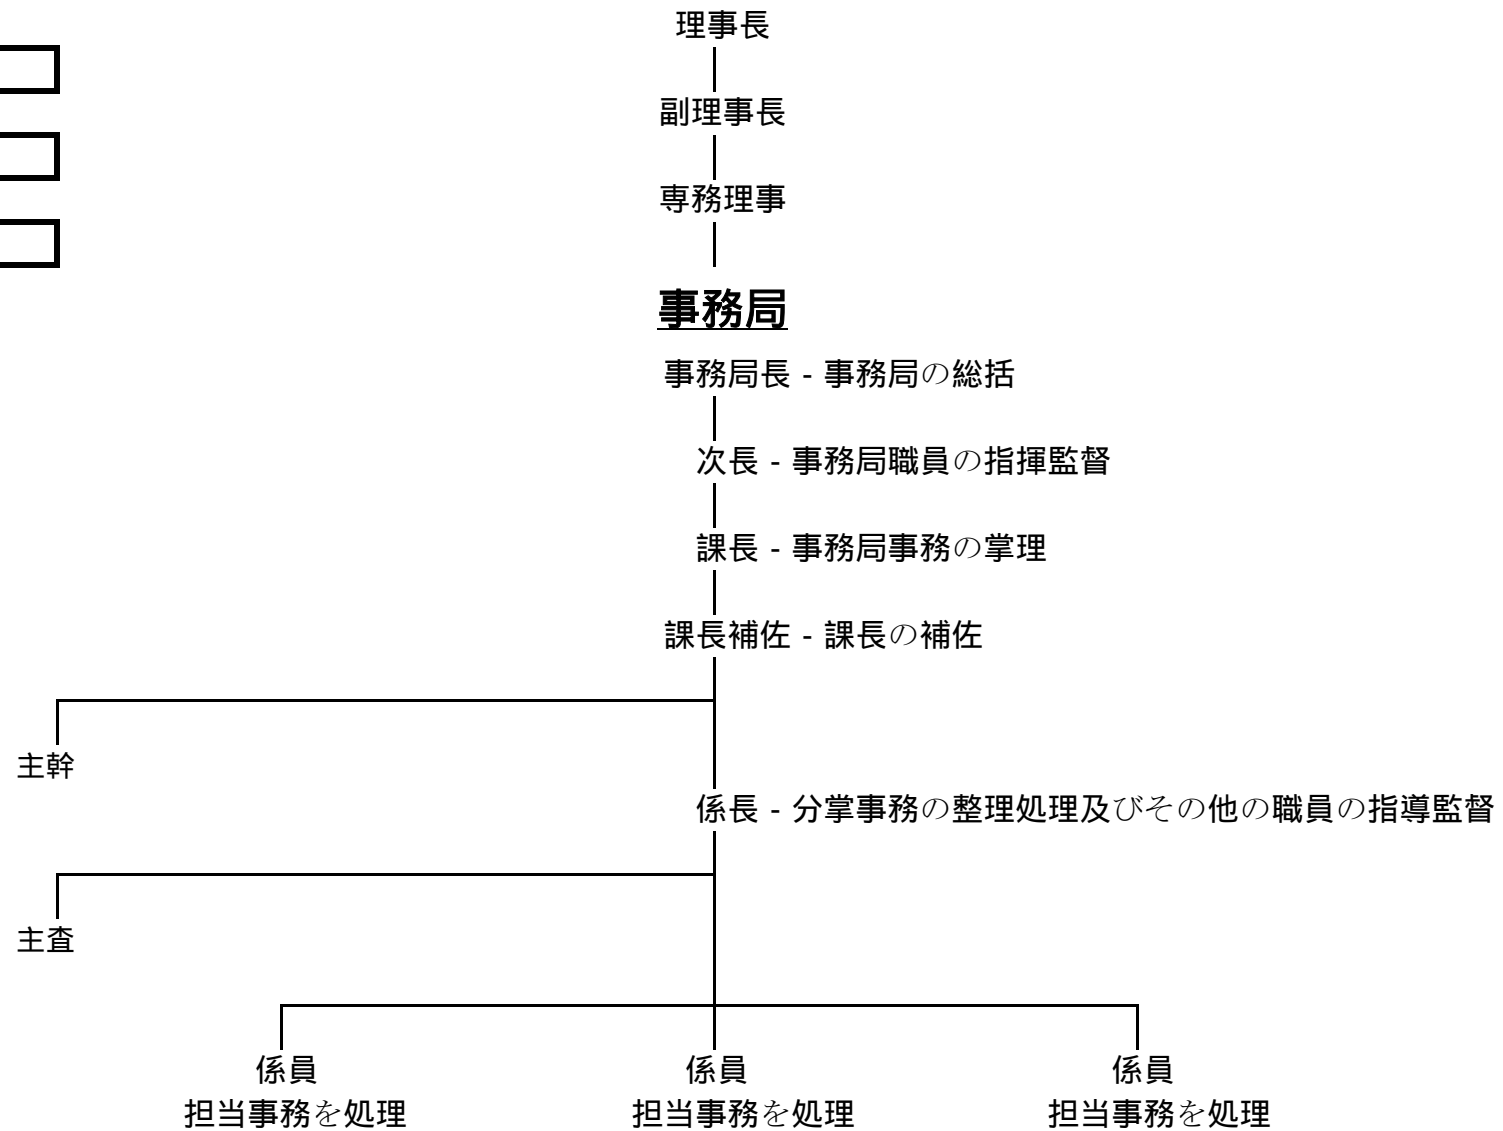 理事長
副理事長
専務理事
事務局
事務局長 - 事務局の総括
次長 - 事務局職員の指揮監督
課長 - 事務局事務の掌理
課長補佐 - 課長の補佐
主幹
係長 - 分掌事務の整理処理及びその他の職員の指導監督
主査
係員 係員 係員
担当事務を処理 担当事務を処理 担当事務を処理